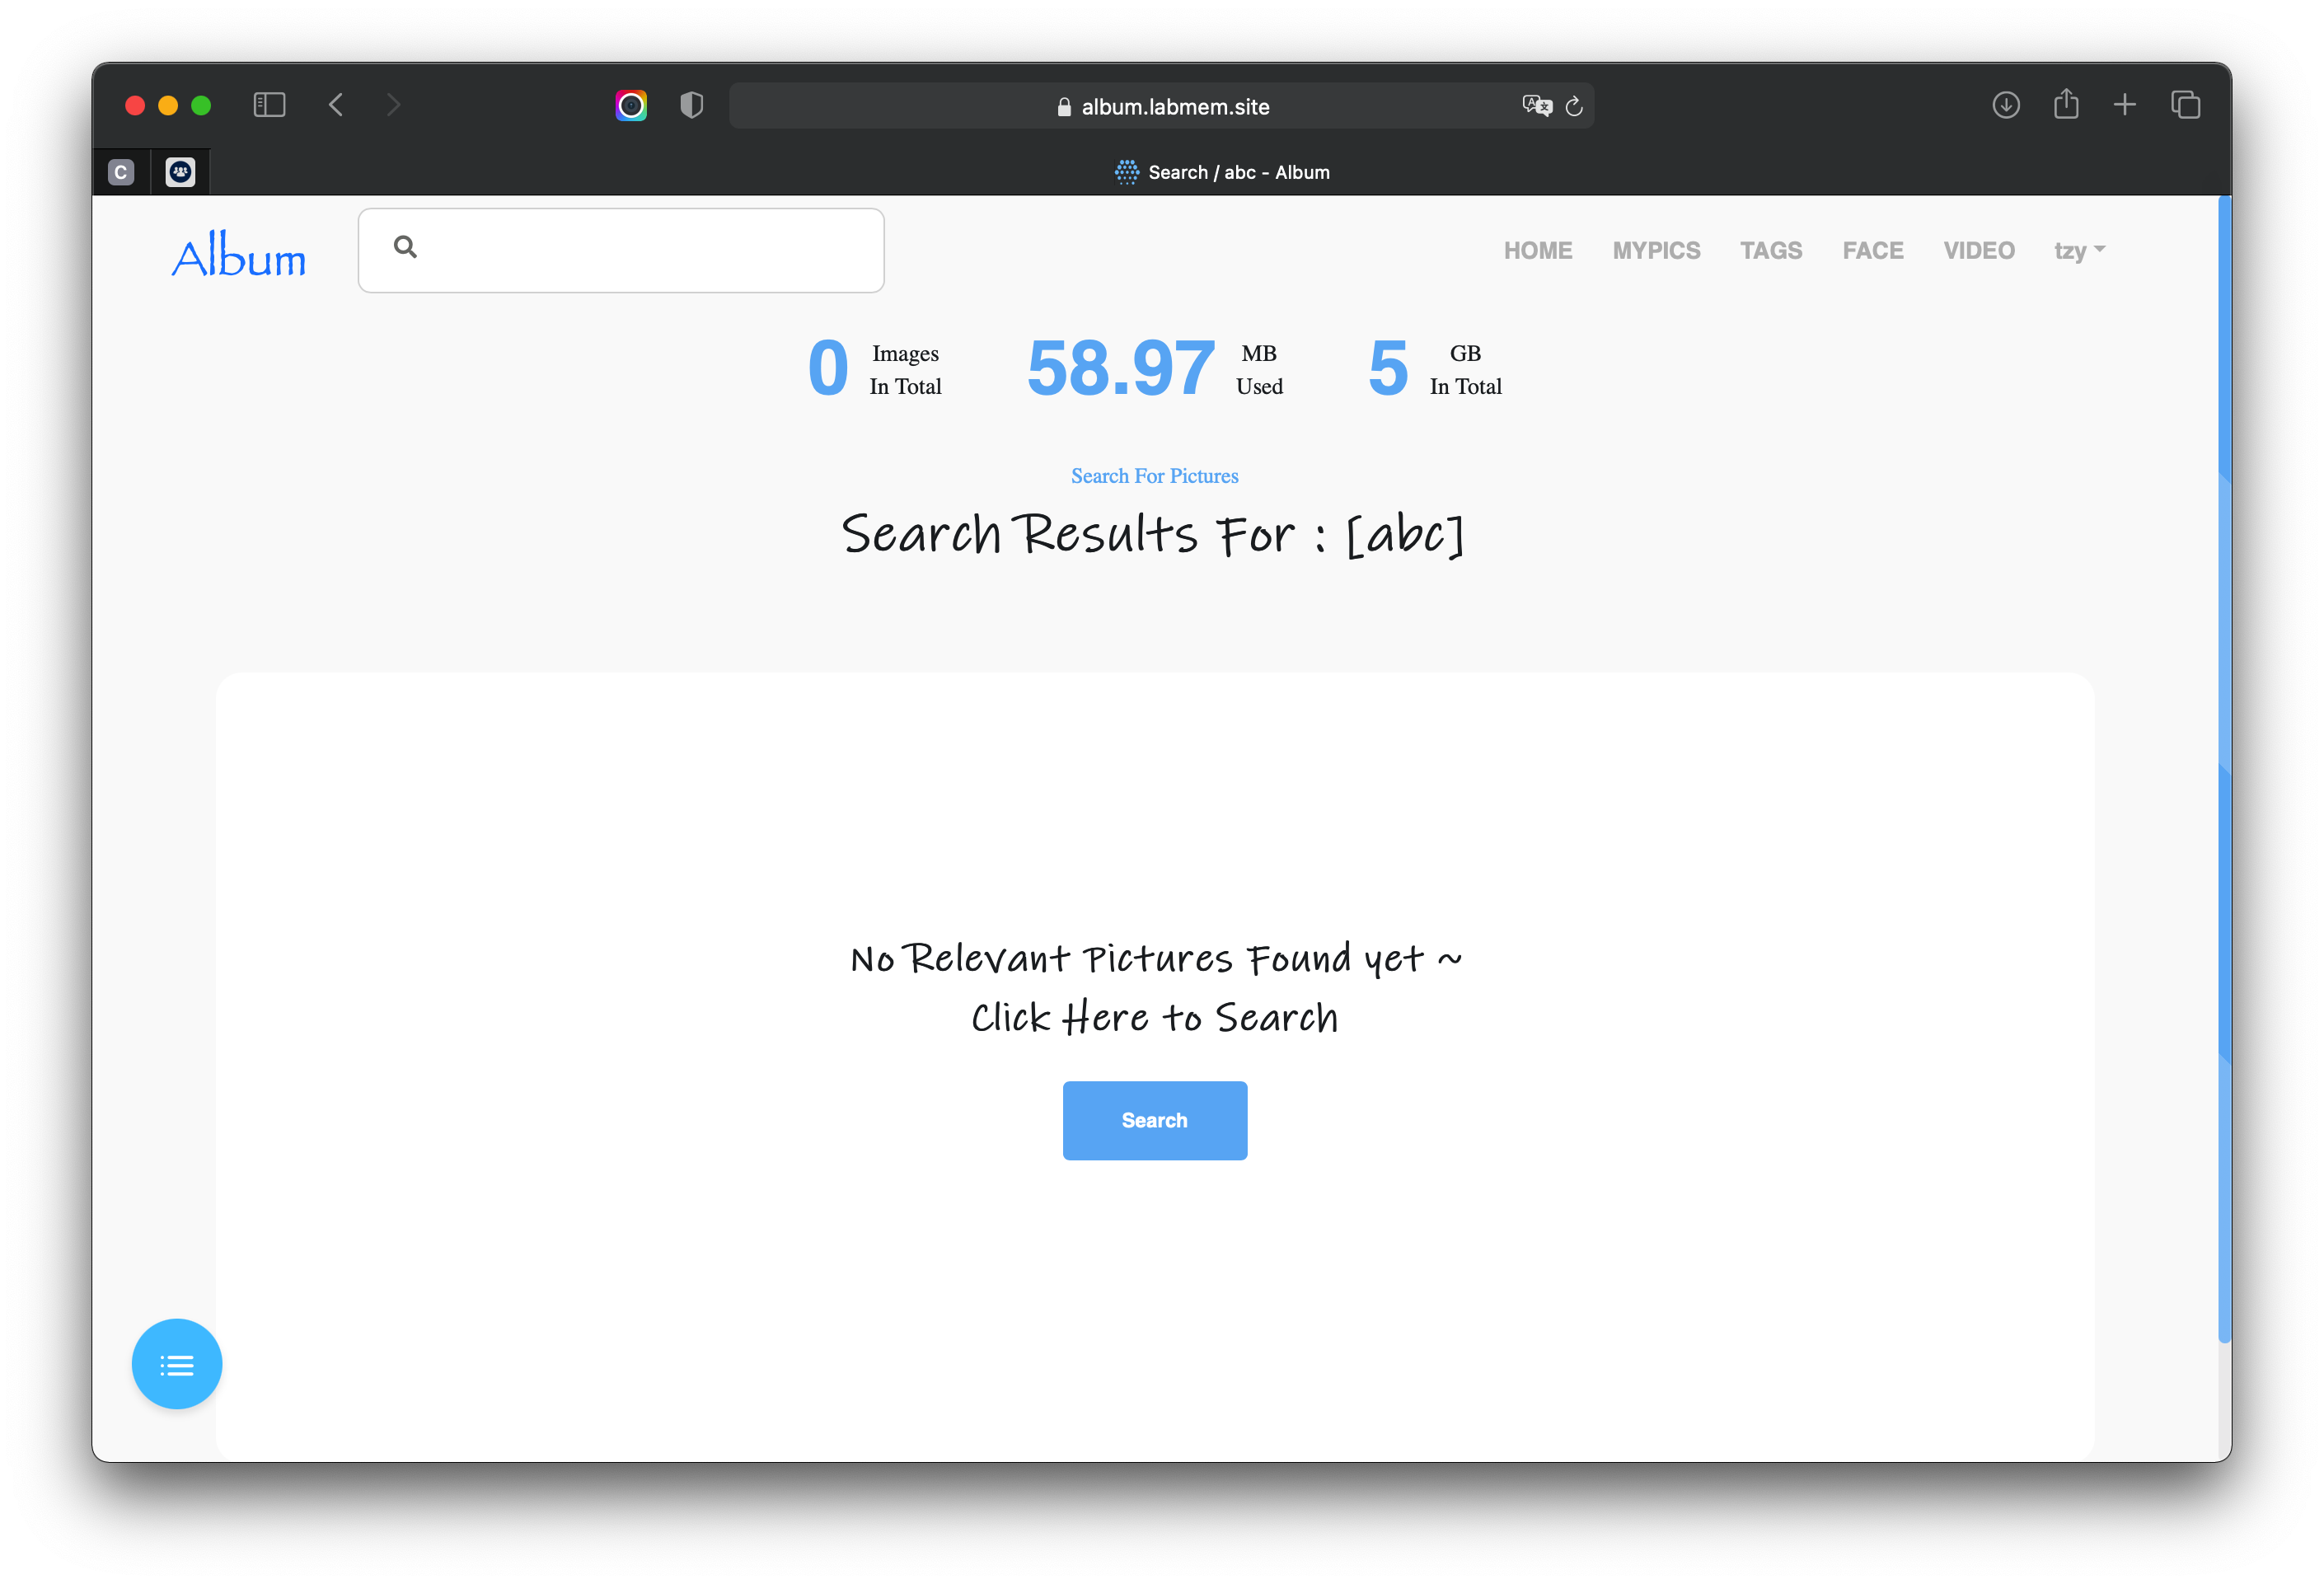 album.labmem.site
C
Search / abc - Album
Album
HOME MYPICS TAGS FACE VIDEO tzy
0 Images In Total 58.97 MB Used 5 GB In Total
Search For Pictures
Search Results For : [abc]
No Relevant Pictures Found yet ~
Click Here to Search
Search